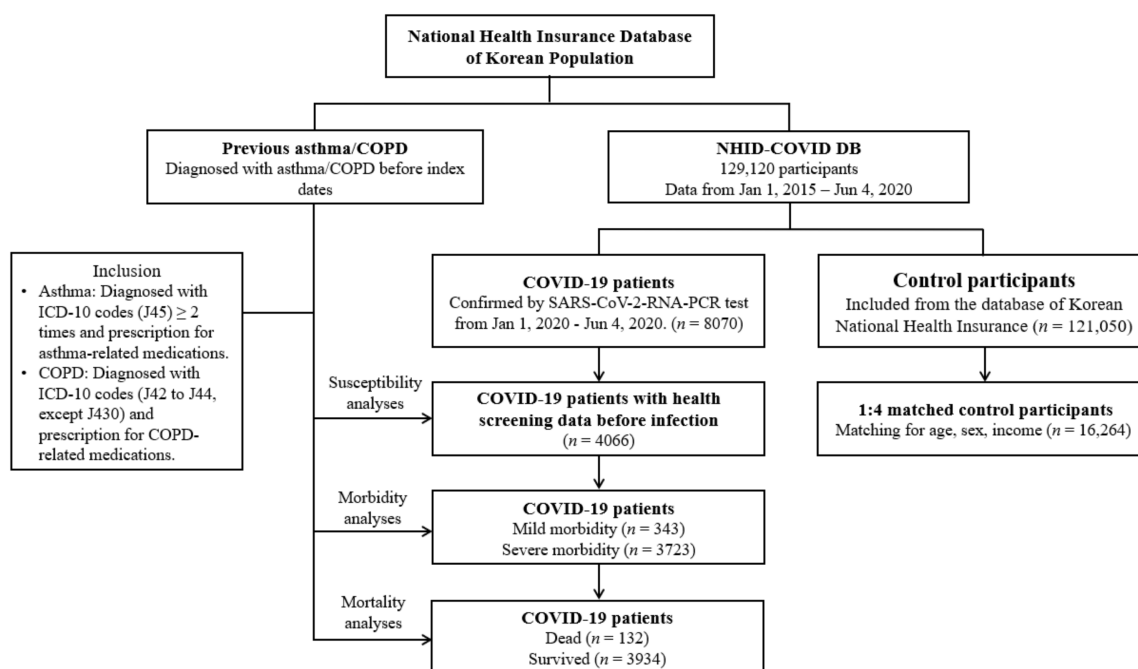 National Health Insurance Database
of Korean Population
Previous asthma/COPD
Diagnosed with asthma/COPD before index
dates
NHID-COVID DB
129,120 participants
Data from Jan 1, 2015 – Jun 4, 2020
Inclusion
• Asthma: Diagnosed with
ICD-10 codes (J45) ≥ 2
times and prescription for
asthma-related medications.
• COPD: Diagnosed with
ICD-10 codes (J42 to J44,
except J430) and
prescription for COPD-
related medications.
COVID-19 patients
Confirmed by SARS-CoV-2-RNA-PCR test
from Jan 1, 2020 - Jun 4, 2020. (n = 8070)
Control participants
Included from the database of Korean
National Health Insurance (n = 121,050)
Susceptibility
analyses
COVID-19 patients with health
screening data before infection
(n = 4066)
1:4 matched control participants
Matching for age, sex, income (n = 16,264)
Morbidity
analyses
COVID-19 patients
Mild morbidity (n = 343)
Severe morbidity (n = 3723)
Mortality
analyses
COVID-19 patients
Dead (n = 132)
Survived (n = 3934)